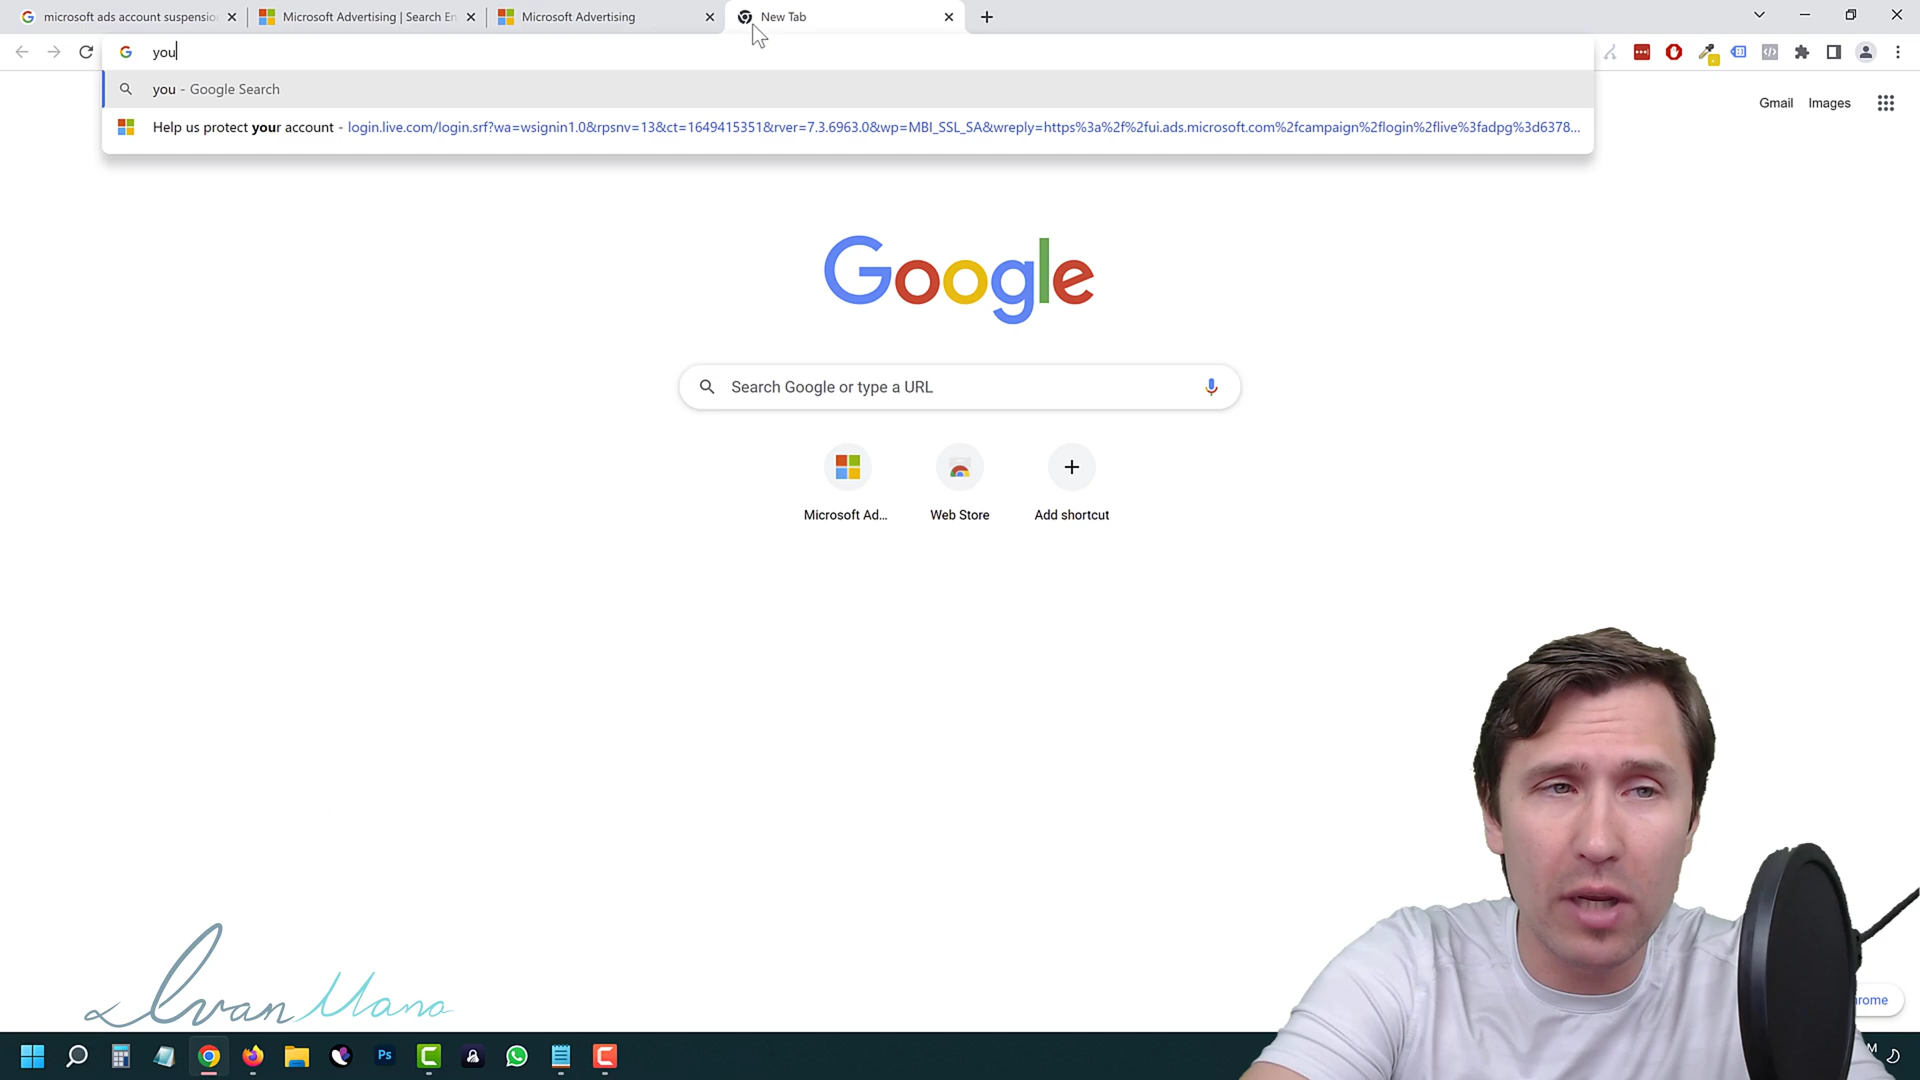 microsoft ads account suspensio
Microsoft Advertising | Search En
Microsoft Advertising
New Tab
you
you - Google Search
Help us protect your account - login.live.com/login.srf?wa=wsignin1.0&rpsnv=13&ct=1649415351&rver=7.3.6963.0&wp=MBI_SSL_SA&wreply=https%3a%2f%2fui.ads.microsoft.com%2fcampaign%2flogin%2flive%3fadpg%3d6378...
Gmail Images
Google
Search Google or type a URL
Microsoft Ad...
Web Store
Add shortcut
Ivan Mana
hrome
Ps
M